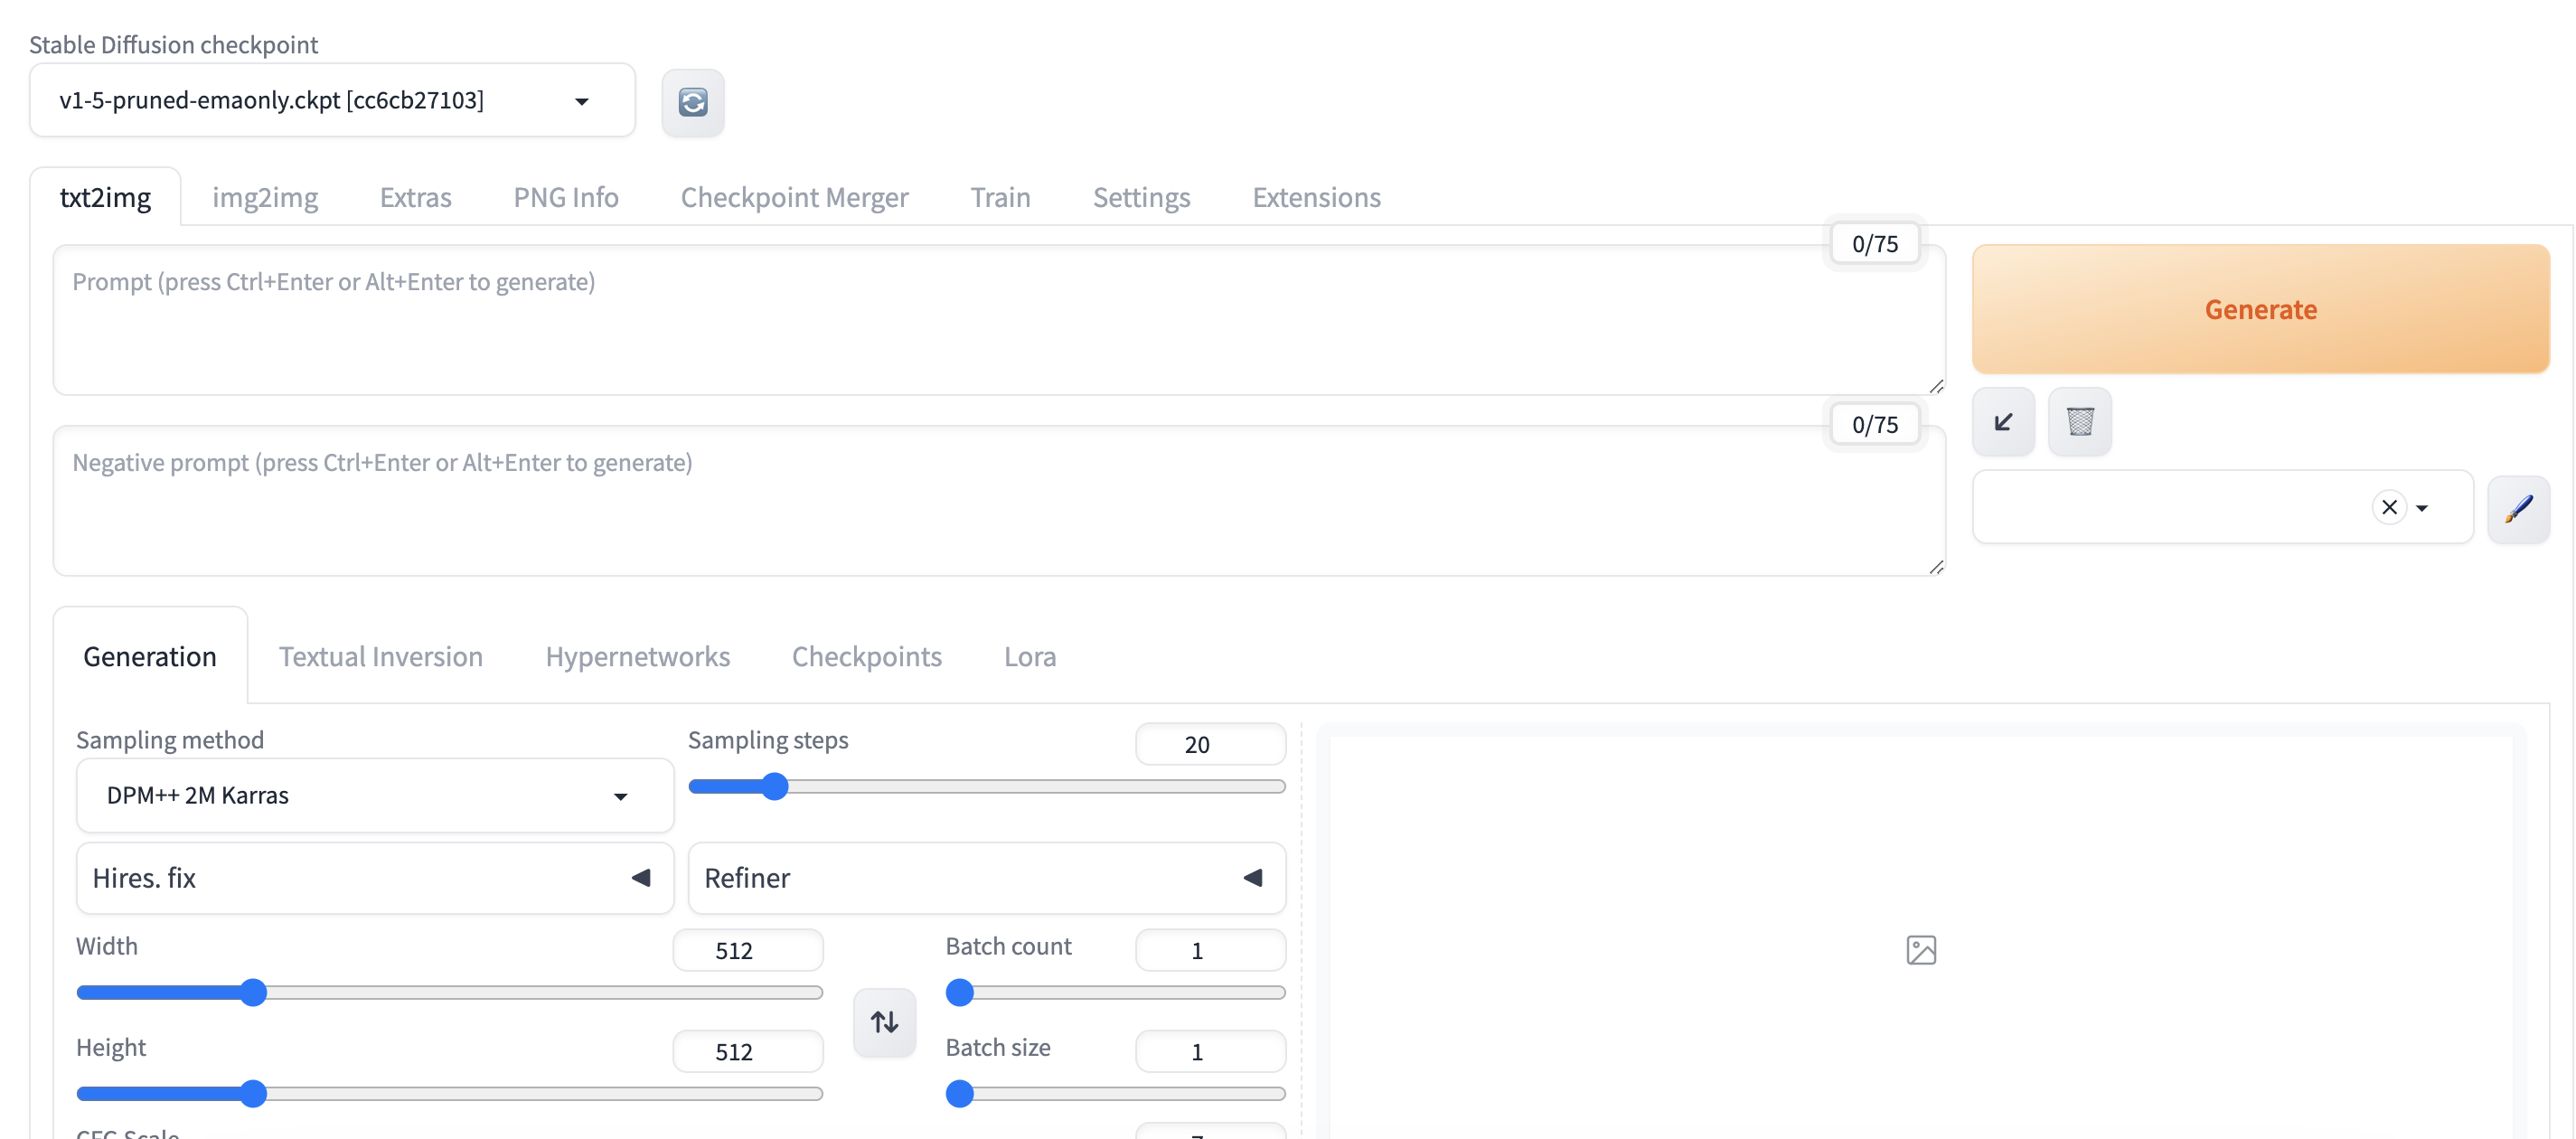 Stable Diffusion checkpoint
v1-5-pruned-emaonly.ckpt [cc6cb27103]
txt2img img2img Extras PNG Info Checkpoint Merger Train Settings Extensions
0/75
Prompt (press Ctrl+Enter or Alt+Enter to generate)
Generate
0/75
Negative prompt (press Ctrl+Enter or Alt+Enter to generate)
Generation Textual Inversion Hypernetworks Checkpoints Lora
Sampling method
DPM++ 2M Karras
Sampling steps 20
Hires. fix
Refiner
Width 512
Batch count 1
Height 512
Batch size 1
CFG Scale 7